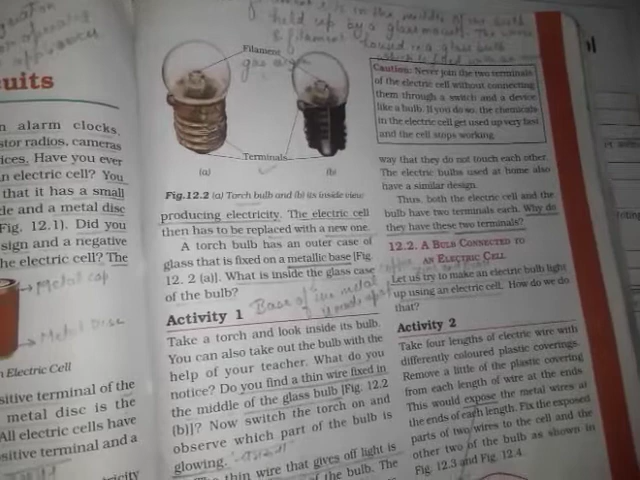 uits
n alarm clocks,
stor radios, cameras
ices. Have you ever
n electric cell? You
that it has a small
cle and a metal disc
Fig. 12.1). Did you
sign and a negative
he electric cell? The
Metal cap
Metal Disc
n Electric Cell
sitive terminal of the
metal disc is the
All electric cells have
sitive terminal and a
Filament
Terminals
(a)
(b)
Fig.12.2 (a) Torch bulb and (b) its inside view
producing electricity. The electric cell
then has to be replaced with a new one.
A torch bulb has an outer case of
glass that is fixed on a metallic base [Fig.
12. 2 (a)]. What is inside the glass case
of the bulb?
Activity 1
Take a torch and look inside its bulb.
You can also take out the bulb with the
help of your teacher. What do you
notice? Do you find a thin wire fixed in
the middle of the glass bulb [Fig. 12.2
(b)]? Now switch the torch on and
observe which part of the bulb is
glowing.
thin wire that gives off light is
of the bulb. The
Caution: Never join the two terminals
of the electric cell without connecting
them through a switch and a device
like a bulb. If you do so, the chemicals
in the electric cell get used up very fast
and the cell stops working.
way that they do not touch each other.
The electric bulbs used at home also
have a similar design.
Thus, both the electric cell and the
bulb have two terminals each. Why do
they have these two terminals?
12.2. A BULB CONNECTED TO
AN ELECTRIC CELL
Let us try to make an electric bulb light
up using an electric cell. How do we do
that?
Activity 2
Take four lengths of electric wire with
differently coloured plastic coverings.
Remove a little of the plastic covering
from each length of wire at the ends.
This would expose the metal wires at
the ends of each length. Fix the exposed
parts of two wires to the cell and the
other two of the bulb as shown in
Fig. 12.3 and Fig. 12.4.